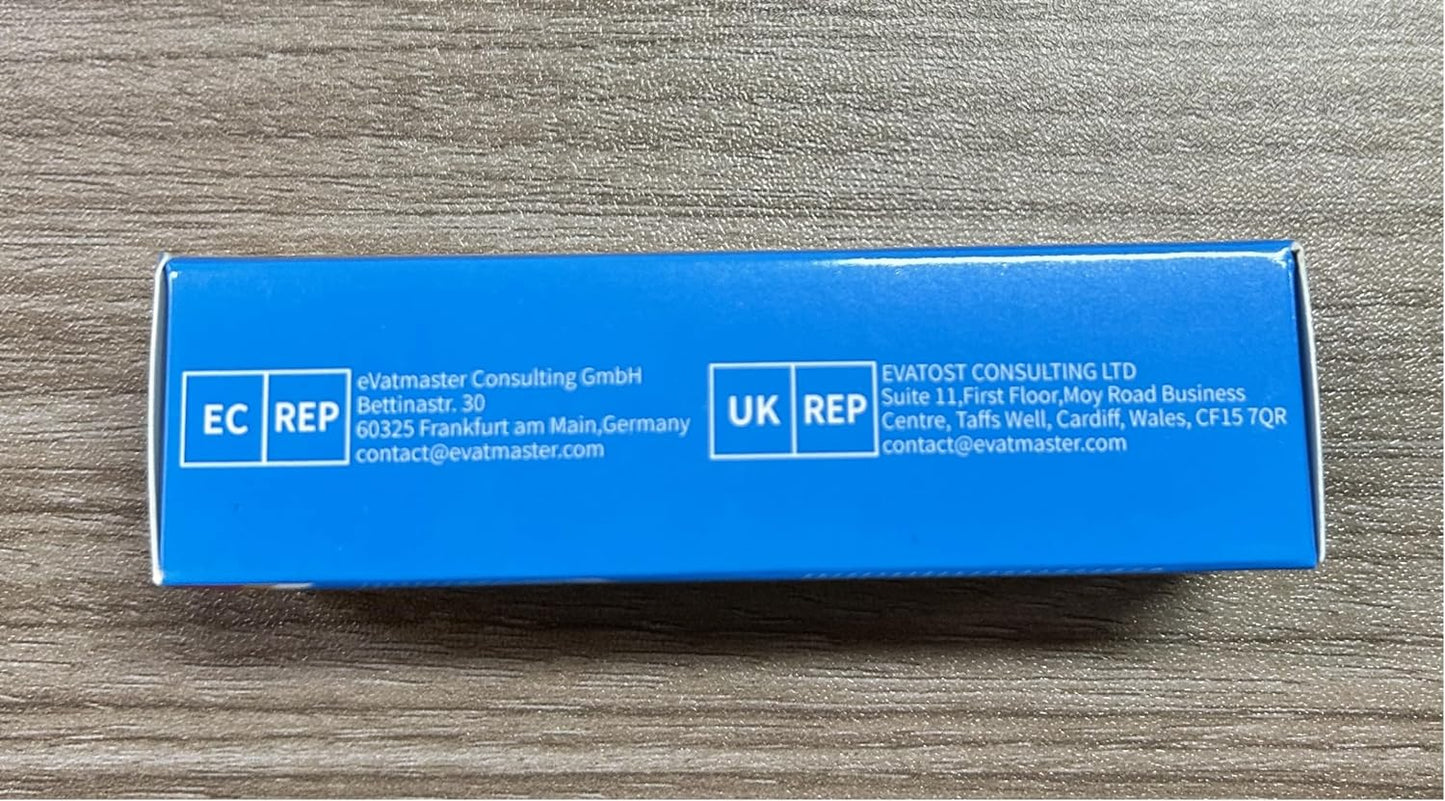 EC REP
eVatmaster Consulting GmbH
Bettinastr. 30
60325 Frankfurt am Main,Germany
contact@evatmaster.com
UK REP
EVATOST CONSULTING LTD
Suite 11,First Floor,Moy Road Business
Centre, Taffs Well, Cardiff, Wales, CF15 7QR
contact@evatmaster.com